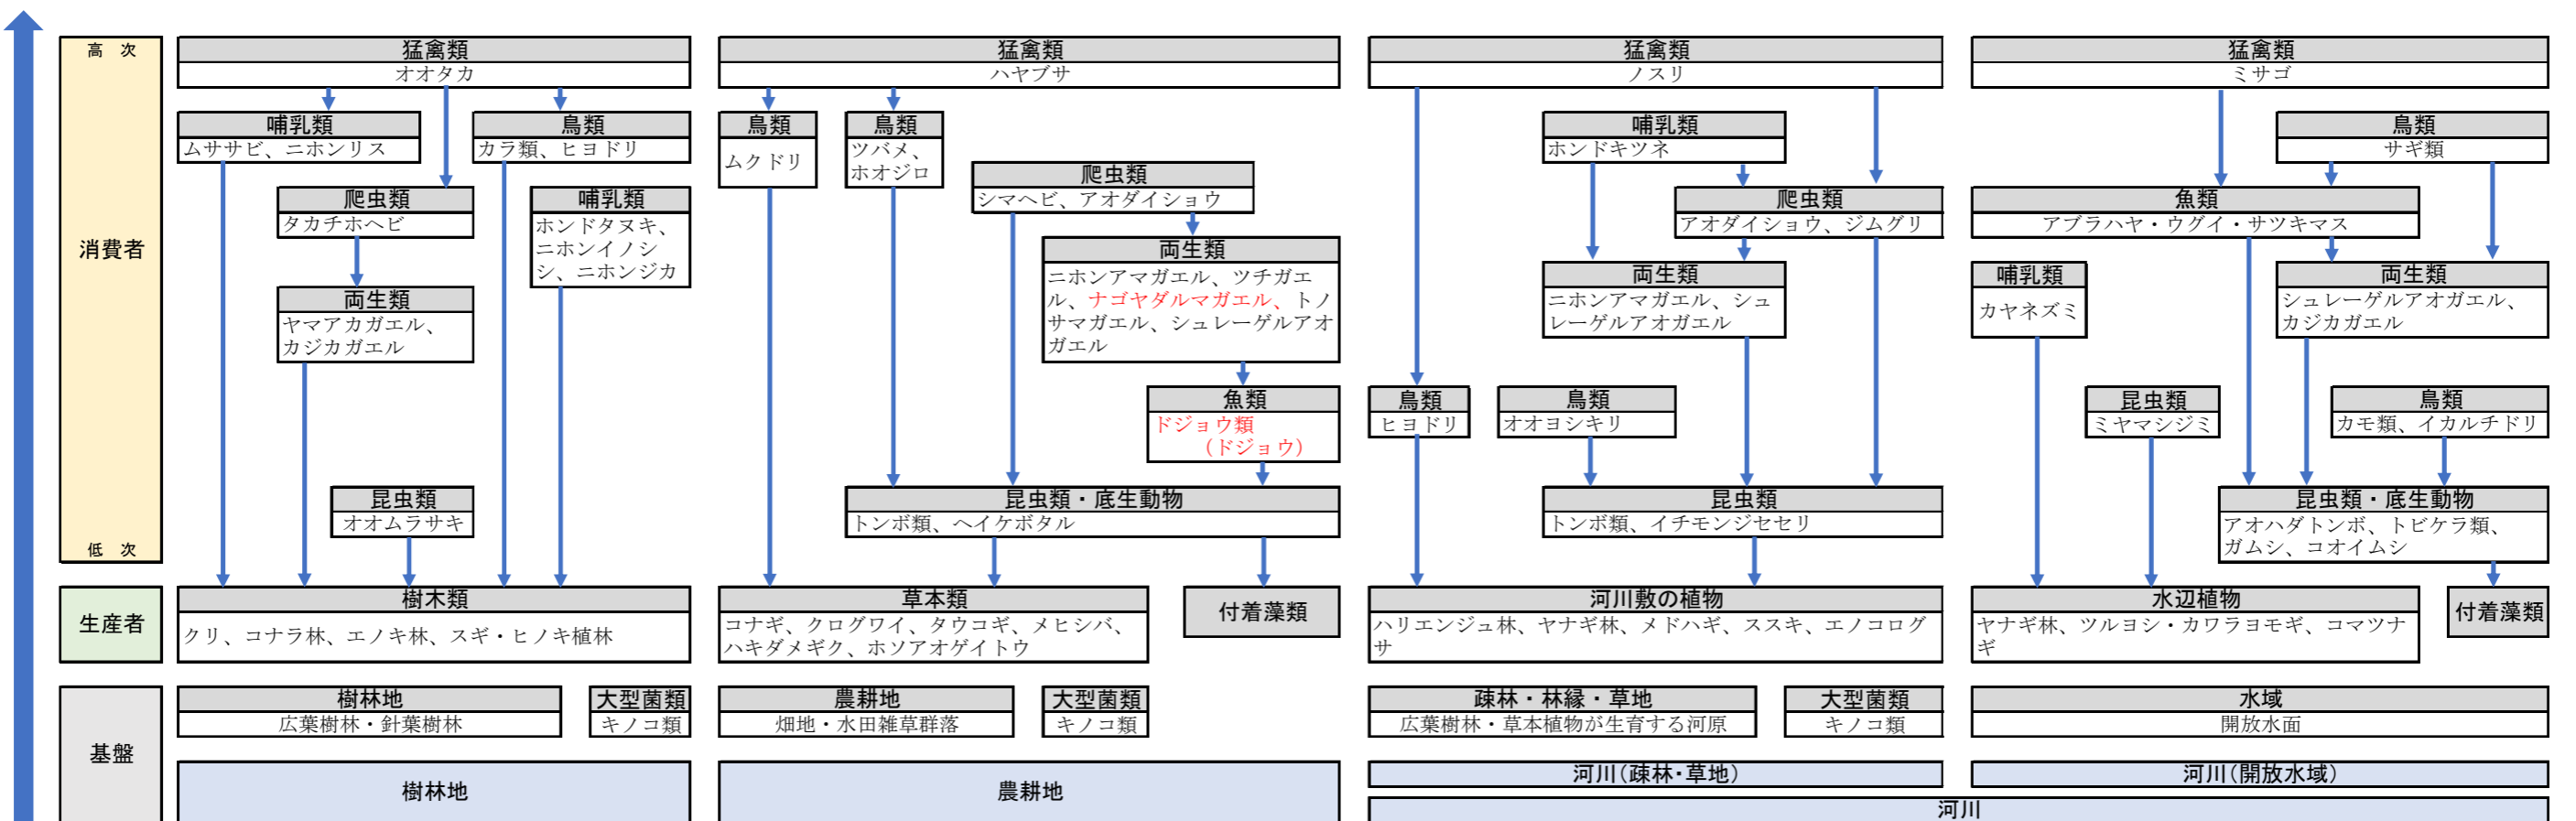 高 次
消費者
低 次
生産者
基盤
猛禽類
オオタカ
哺乳類
ムササビ、ニホンリス
鳥類
カラ類、ヒヨドリ
爬虫類
タカチホヘビ
哺乳類
ホンドタヌキ、
ニホンイノシ
シ、ニホンジカ
両生類
ヤマアカガエル、
カジカガエル
昆虫類
オオムラサキ
樹木類
クリ、コナラ林、エノキ林、スギ・ヒノキ植林
樹林地
広葉樹林・針葉樹林
大型菌類
キノコ類
樹林地
猛禽類
ハヤブサ
鳥類
ムクドリ
鳥類
ツバメ、
ホオジロ
爬虫類
シマヘビ、アオダイショウ
両生類
ニホンアマガエル、ツチガエ
ル、ナゴヤダルマガエル、トノ
サマガエル、シュレーゲルアオ
ガエル
魚類
ドジョウ類
（ドジョウ）
昆虫類・底生動物
トンボ類、ヘイケボタル
草本類
コナギ、クログワイ、タウコギ、メヒシバ、
ハキダメギク、ホソアオゲイトウ
付着藻類
農耕地
畑地・水田雑草群落
大型菌類
キノコ類
農耕地
猛禽類
ノスリ
哺乳類
ホンドキツネ
爬虫類
アオダイショウ、ジムグリ
両生類
ニホンアマガエル、シュ
レーゲルアオガエル
鳥類
ヒヨドリ
鳥類
オオヨシキリ
昆虫類
トンボ類、イチモンジセセリ
河川敷の植物
ハリエンジュ林、ヤナギ林、メドハギ、ススキ、エノコログ
サ
疎林・林縁・草地
広葉樹林・草本植物が生育する河原
大型菌類
キノコ類
河川(疎林・草地)
猛禽類
ミサゴ
鳥類
サギ類
魚類
アブラハヤ・ウグイ・サツキマス
哺乳類
カヤネズミ
両生類
シュレーゲルアオガエル、
カジカガエル
昆虫類
ミヤマシジミ
鳥類
カモ類、イカルチドリ
昆虫類・底生動物
アオハダトンボ、トビケラ類、
ガムシ、コオイムシ
水辺植物
ヤナギ林、ツルヨシ・カワラヨモギ、コマツナ
ギ
付着藻類
水域
開放水面
河川(開放水域)
河川